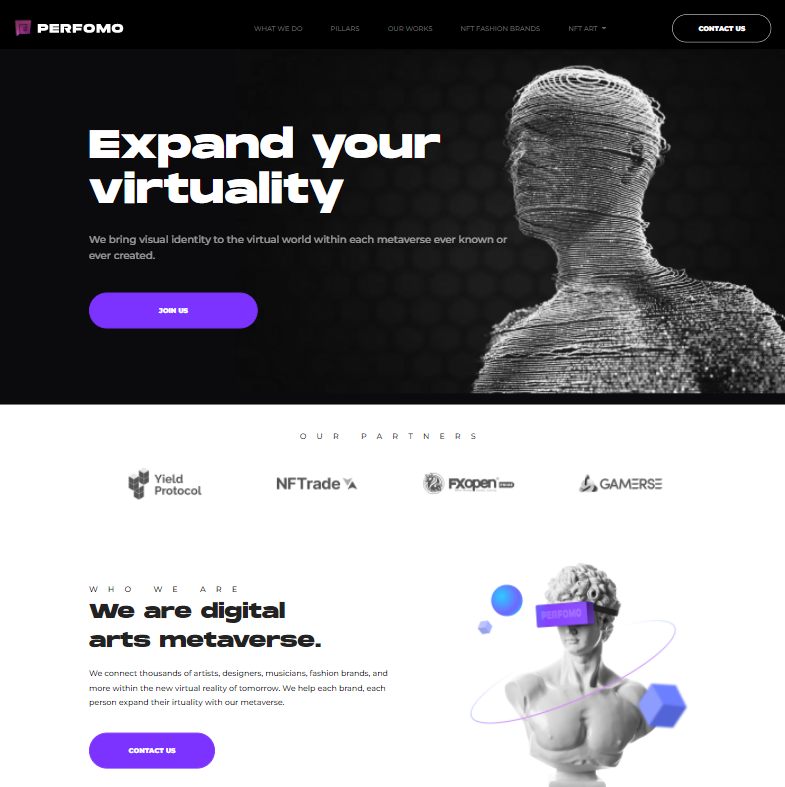 PERFOMO
WHAT WE DO
PILLARS
OUR WORKS
NFT FASHION BRANDS
NFT ART
CONTACT US
Expand your
virtuality
We bring visual identity to the virtual world within each metaverse ever known or
ever created.
JOIN US
OUR PARTNERS
Yield
Protocol
NFTrade
FXopen
GAMERSE
WHO WE ARE
We are digital
arts metaverse.
We connect thousands of artists, designers, musicians, fashion brands, and
more within the new virtual reality of tomorrow. We help each brand, each
person expand their irtuality with our metaverse.
PERFOMO
CONTACT US